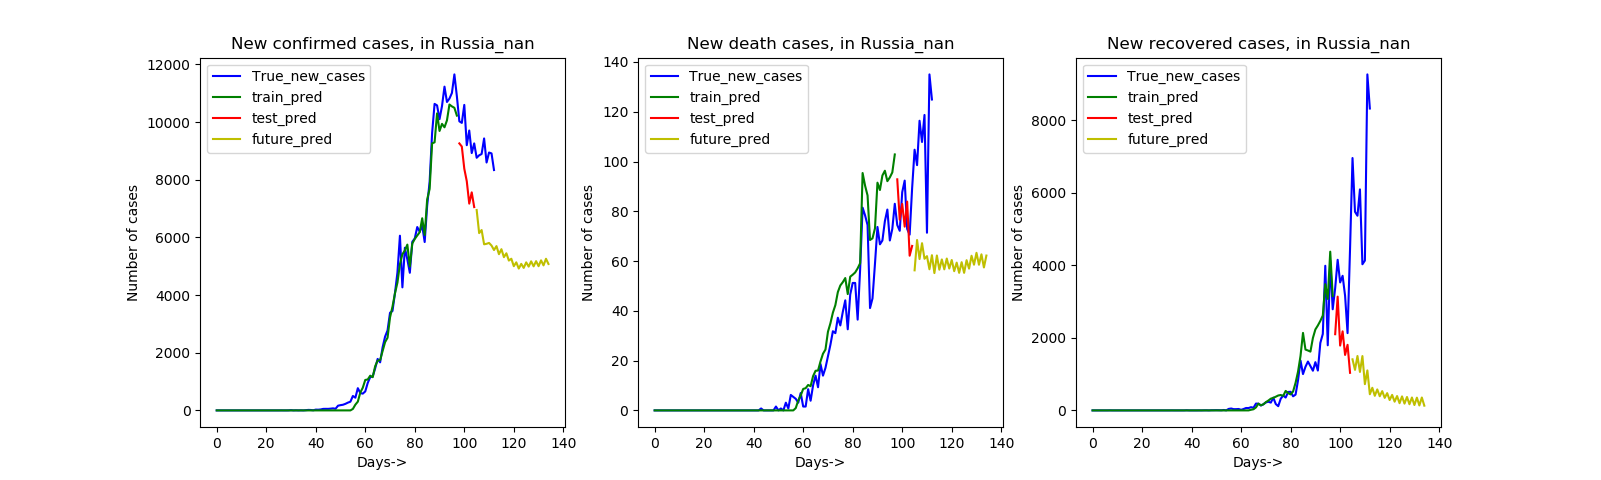 New confirmed cases, in Russia_nan
True_new_cases
train_pred
test_pred
future_pred
Number of cases
12000
10000
8000
6000
4000
2000
0
0 20 40 60 80 100 120 140
Days->
New death cases, in Russia_nan
True_new_cases
train_pred
test_pred
future_pred
Number of cases
140
120
100
80
60
40
20
0
0 20 40 60 80 100 120 140
Days->
New recovered cases, in Russia_nan
True_new_cases
train_pred
test_pred
future_pred
Number of cases
8000
6000
4000
2000
0
0 20 40 60 80 100 120 140
Days->